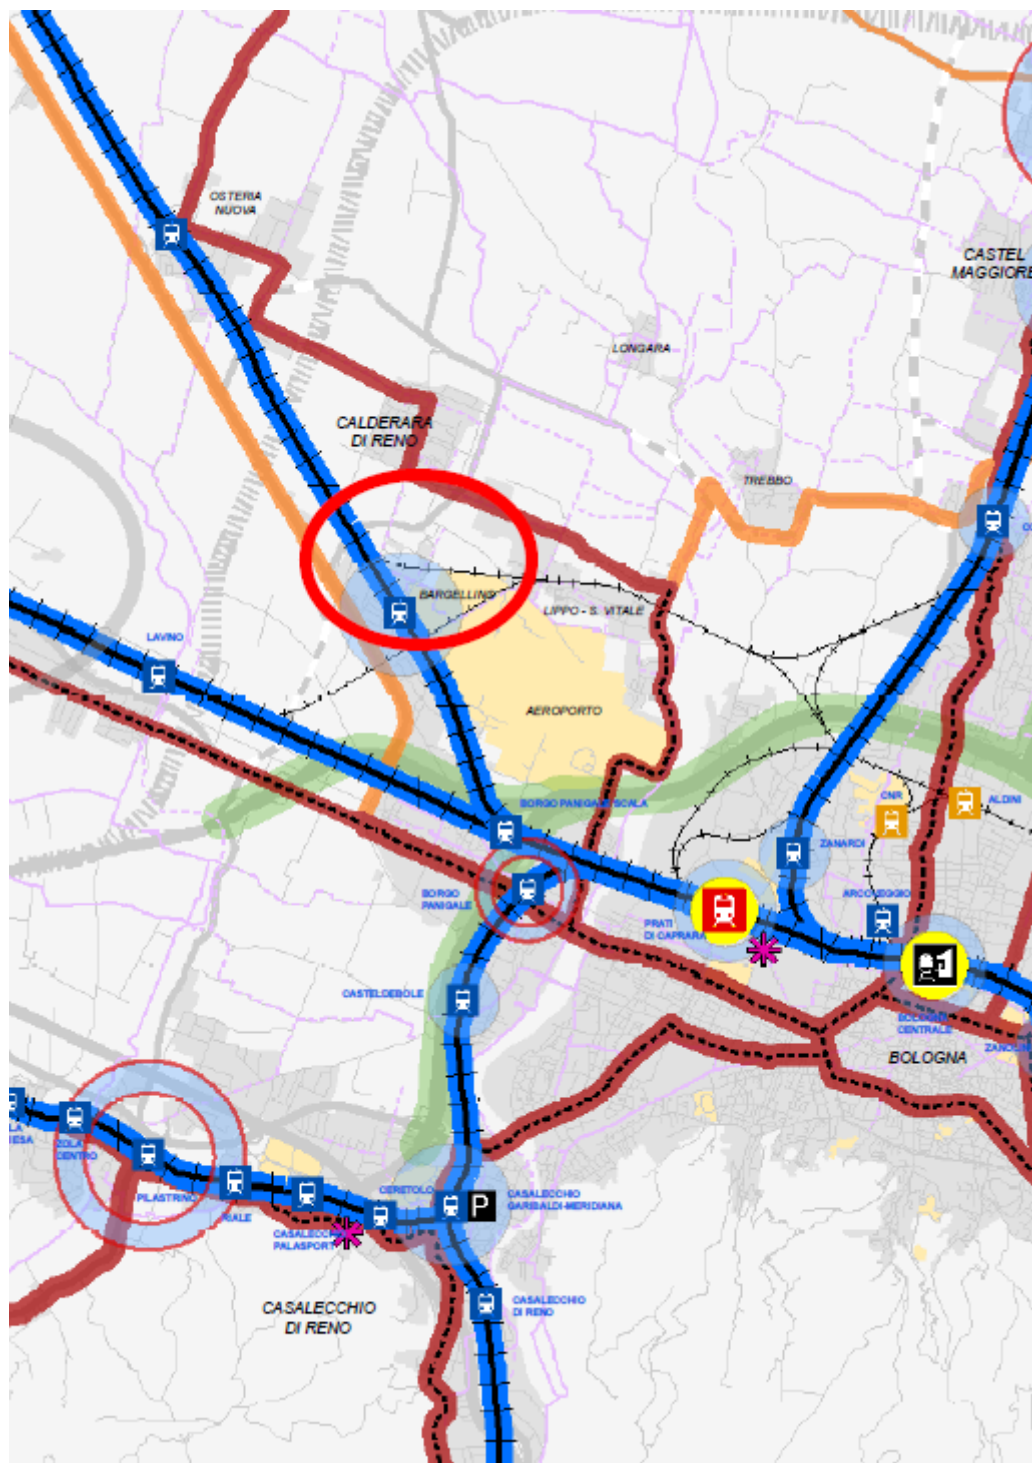 OSTERIA
NUOVA
CASTEL
MAGGIORE
LONGARA
CALDERARA
DI RENO
TREBBO
BARGELLINO
LIPPO - S. VITALE
LAVINO
AEROPORTO
BORGO PANIGALE SCALA
CNR
ALDINI
ZANARDI
BORGO
PANIGALE
ARCOVEGGIO
PRATI
DI CAPRARA
CASTELDEBOLE
BOLOGNA
CENTRALE
BOLOGNA
ZOLA
CENTRO
PILASTRINO
RIALE
CERETOLO
CASALECCHIO
GARIBALDI-MERIDIANA
P
CASALECCHIO
PALASPORT
CASALECCHIO
DI RENO
CASALECCHIO
DI RENO